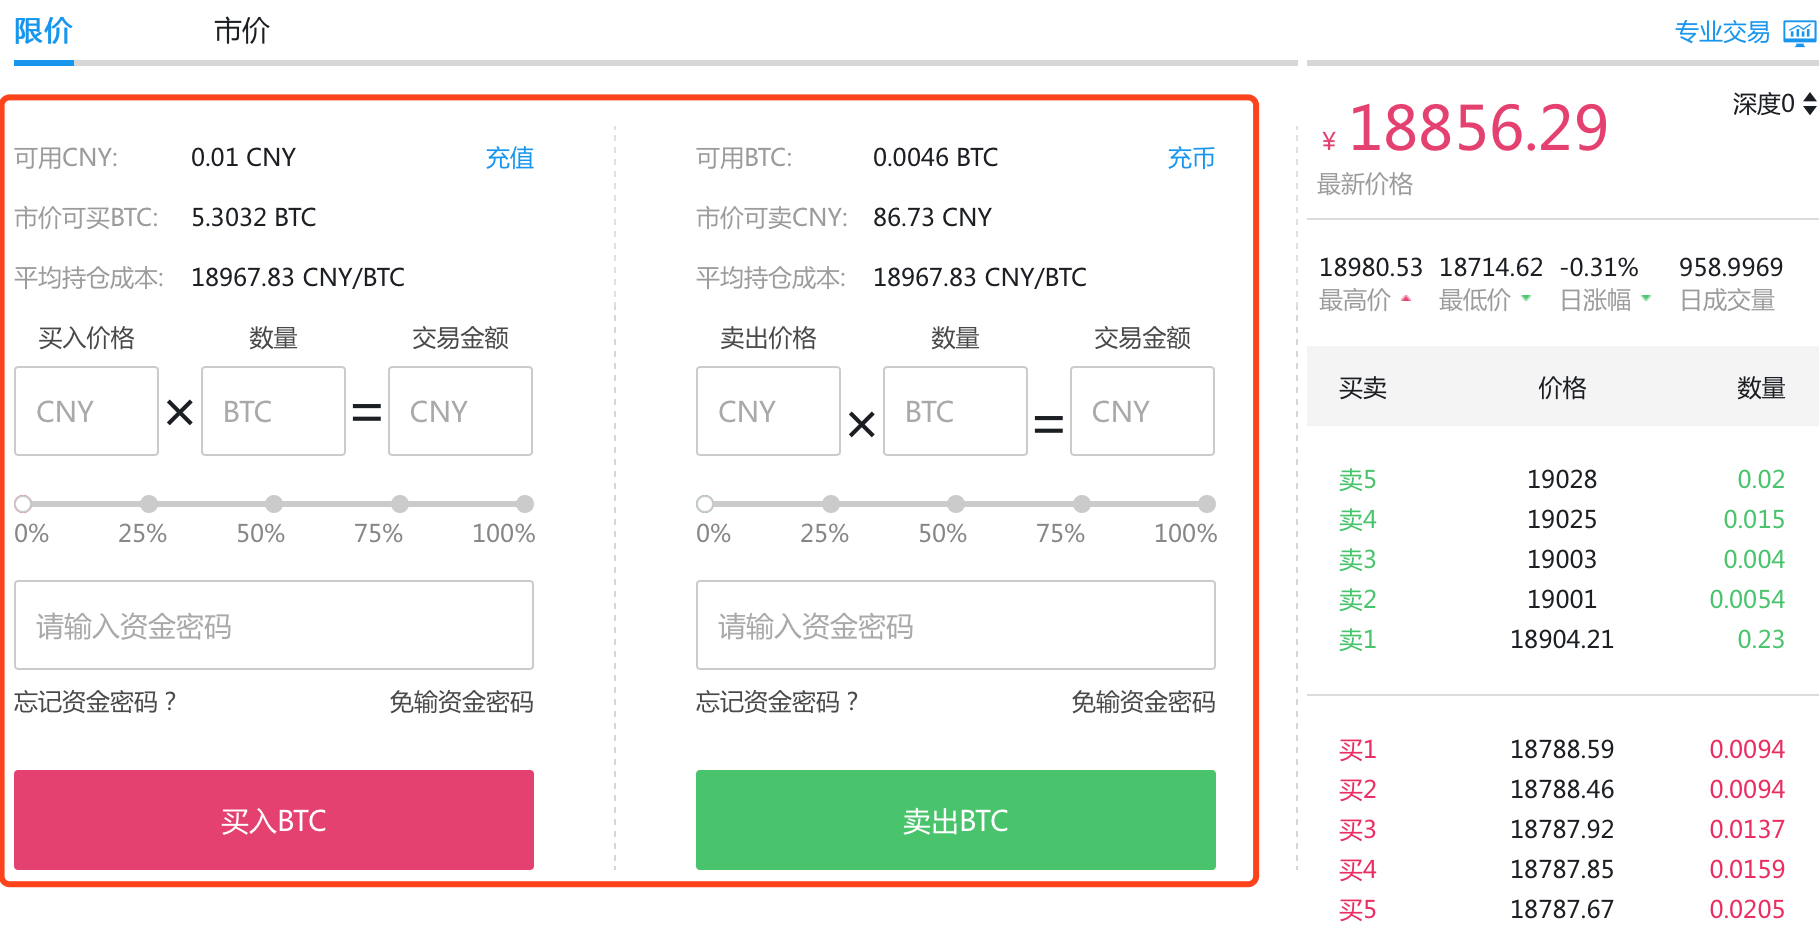 限价 市价 专业交易
可用CNY: 0.01 CNY 充值
市价可买BTC: 5.3032 BTC
平均持仓成本: 18967.83 CNY/BTC
买入价格 数量 交易金额
CNY × BTC = CNY
0% 25% 50% 75% 100%
请输入资金密码
忘记资金密码？ 免输资金密码
买入BTC
可用BTC: 0.0046 BTC 充币
市价可卖CNY: 86.73 CNY
平均持仓成本: 18967.83 CNY/BTC
卖出价格 数量 交易金额
CNY × BTC = CNY
0% 25% 50% 75% 100%
请输入资金密码
忘记资金密码？ 免输资金密码
卖出BTC
深度0
¥ 18856.29
最新价格
18980.53 18714.62 -0.31% 958.9969
最高价 最低价 日涨幅 日成交量
买卖 价格 数量
卖5 19028 0.02
卖4 19025 0.015
卖3 19003 0.004
卖2 19001 0.0054
卖1 18904.21 0.23
买1 18788.59 0.0094
买2 18788.46 0.0094
买3 18787.92 0.0137
买4 18787.85 0.0159
买5 18787.67 0.0205